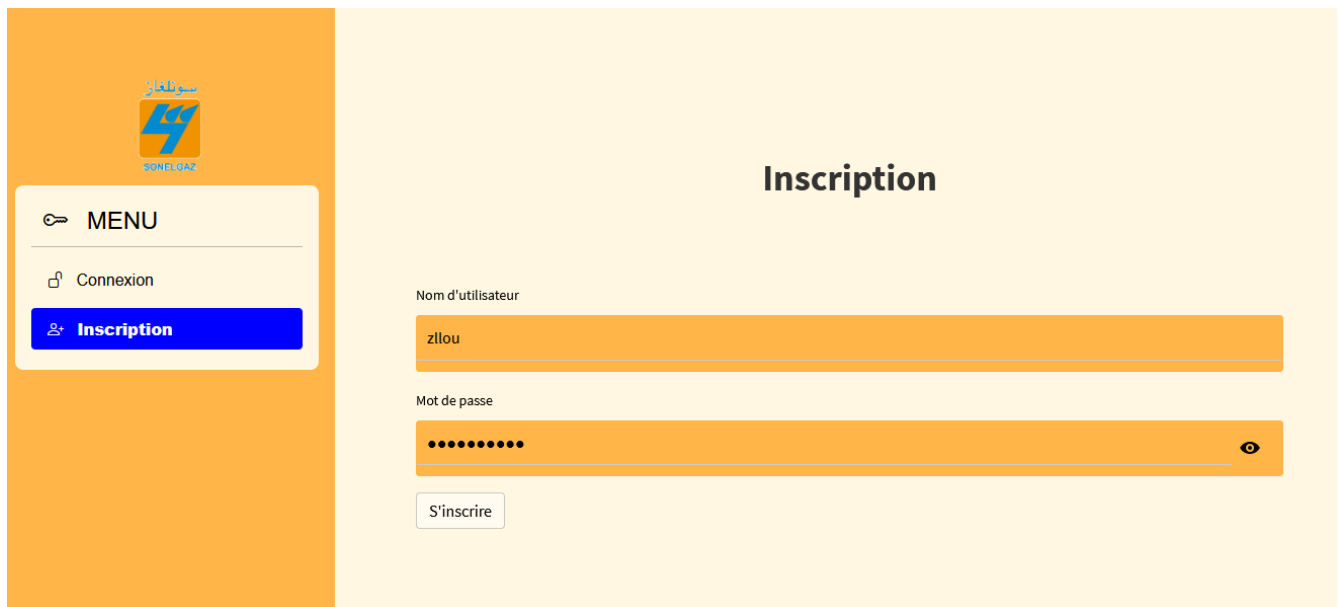 سونلغاز
SONELGAZ
MENU
Connexion
Inscription
Inscription
Nom d'utilisateur
zllou
Mot de passe
••••••••••
S'inscrire